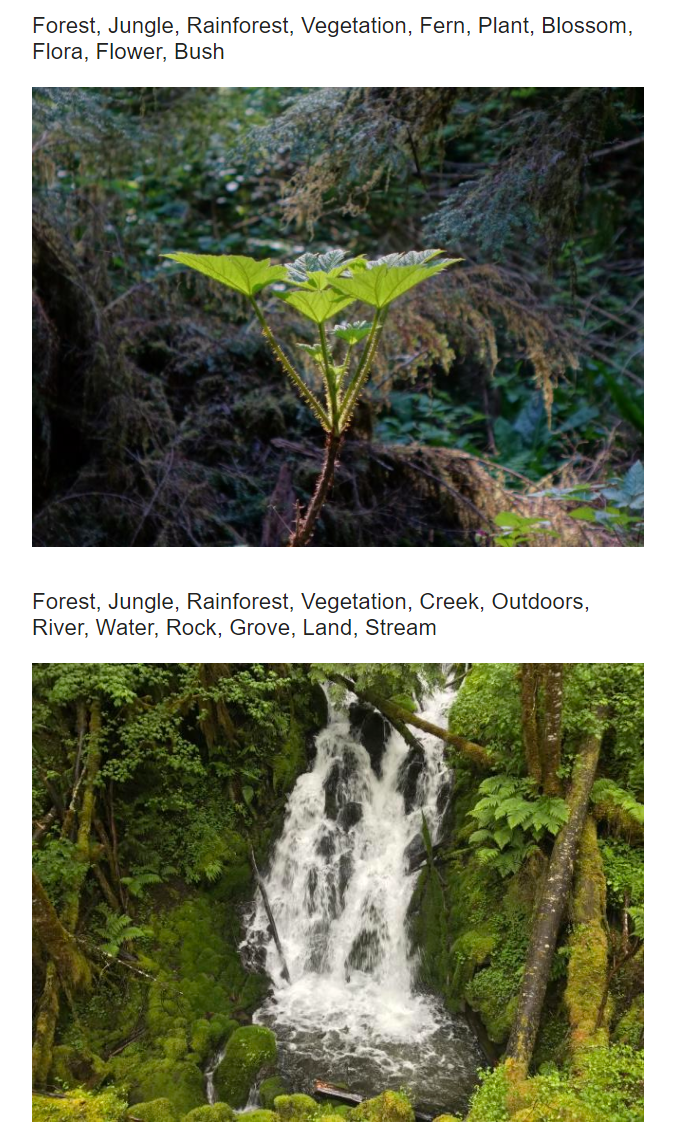 Forest, Jungle, Rainforest, Vegetation, Fern, Plant, Blossom,
Flora, Flower, Bush
Forest, Jungle, Rainforest, Vegetation, Creek, Outdoors,
River, Water, Rock, Grove, Land, Stream